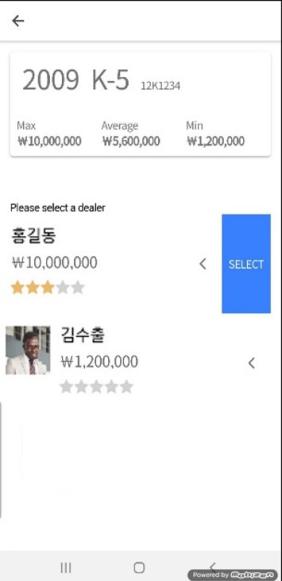 2009 K-5 12K1234
Max Average Min
₩10,000,000 ₩5,600,000 ₩1,200,000
Please select a dealer
홍길동
₩10,000,000
SELECT
김수출
₩1,200,000
Powered by